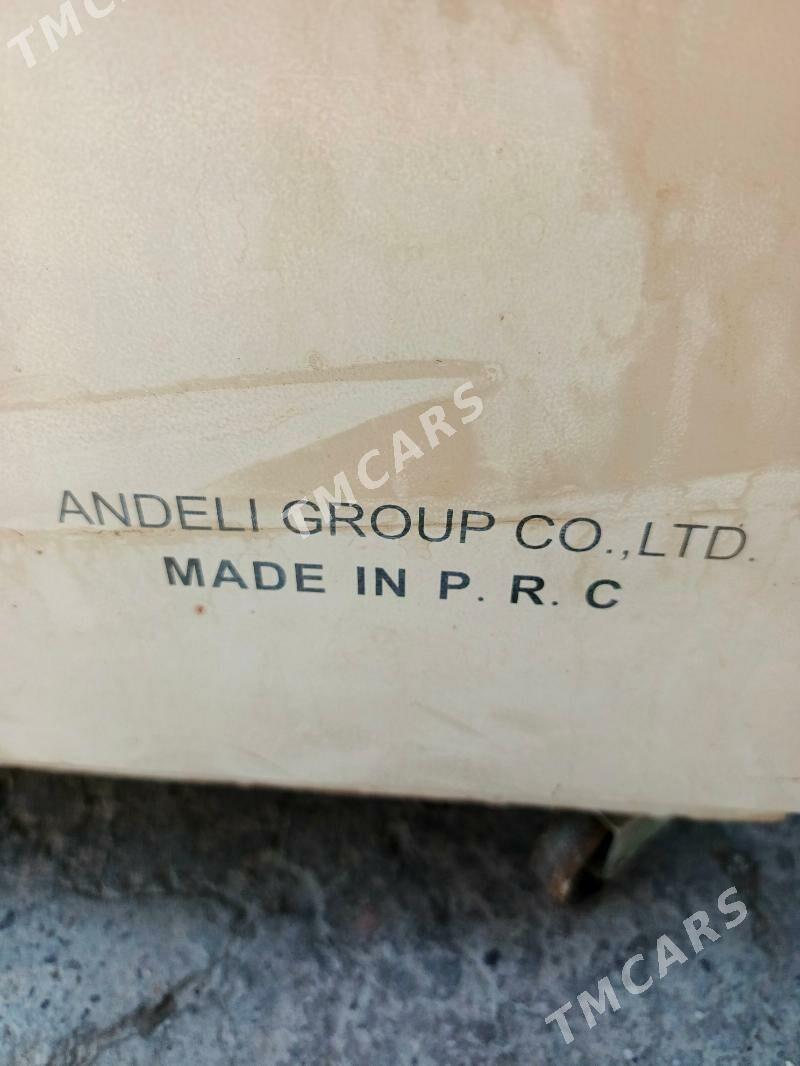 TMCARS
TMCARS
ANDELI GROUP CO.,LTD.
MADE IN P. R. C
TMCARS